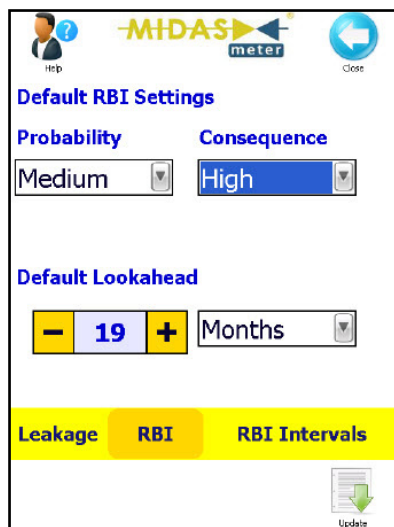 MIDAS®
meter
Help
Close
Default RBI Settings
Probability Consequence
Medium High
Default Lookahead
− 19 + Months
Leakage RBI RBI Intervals
Update